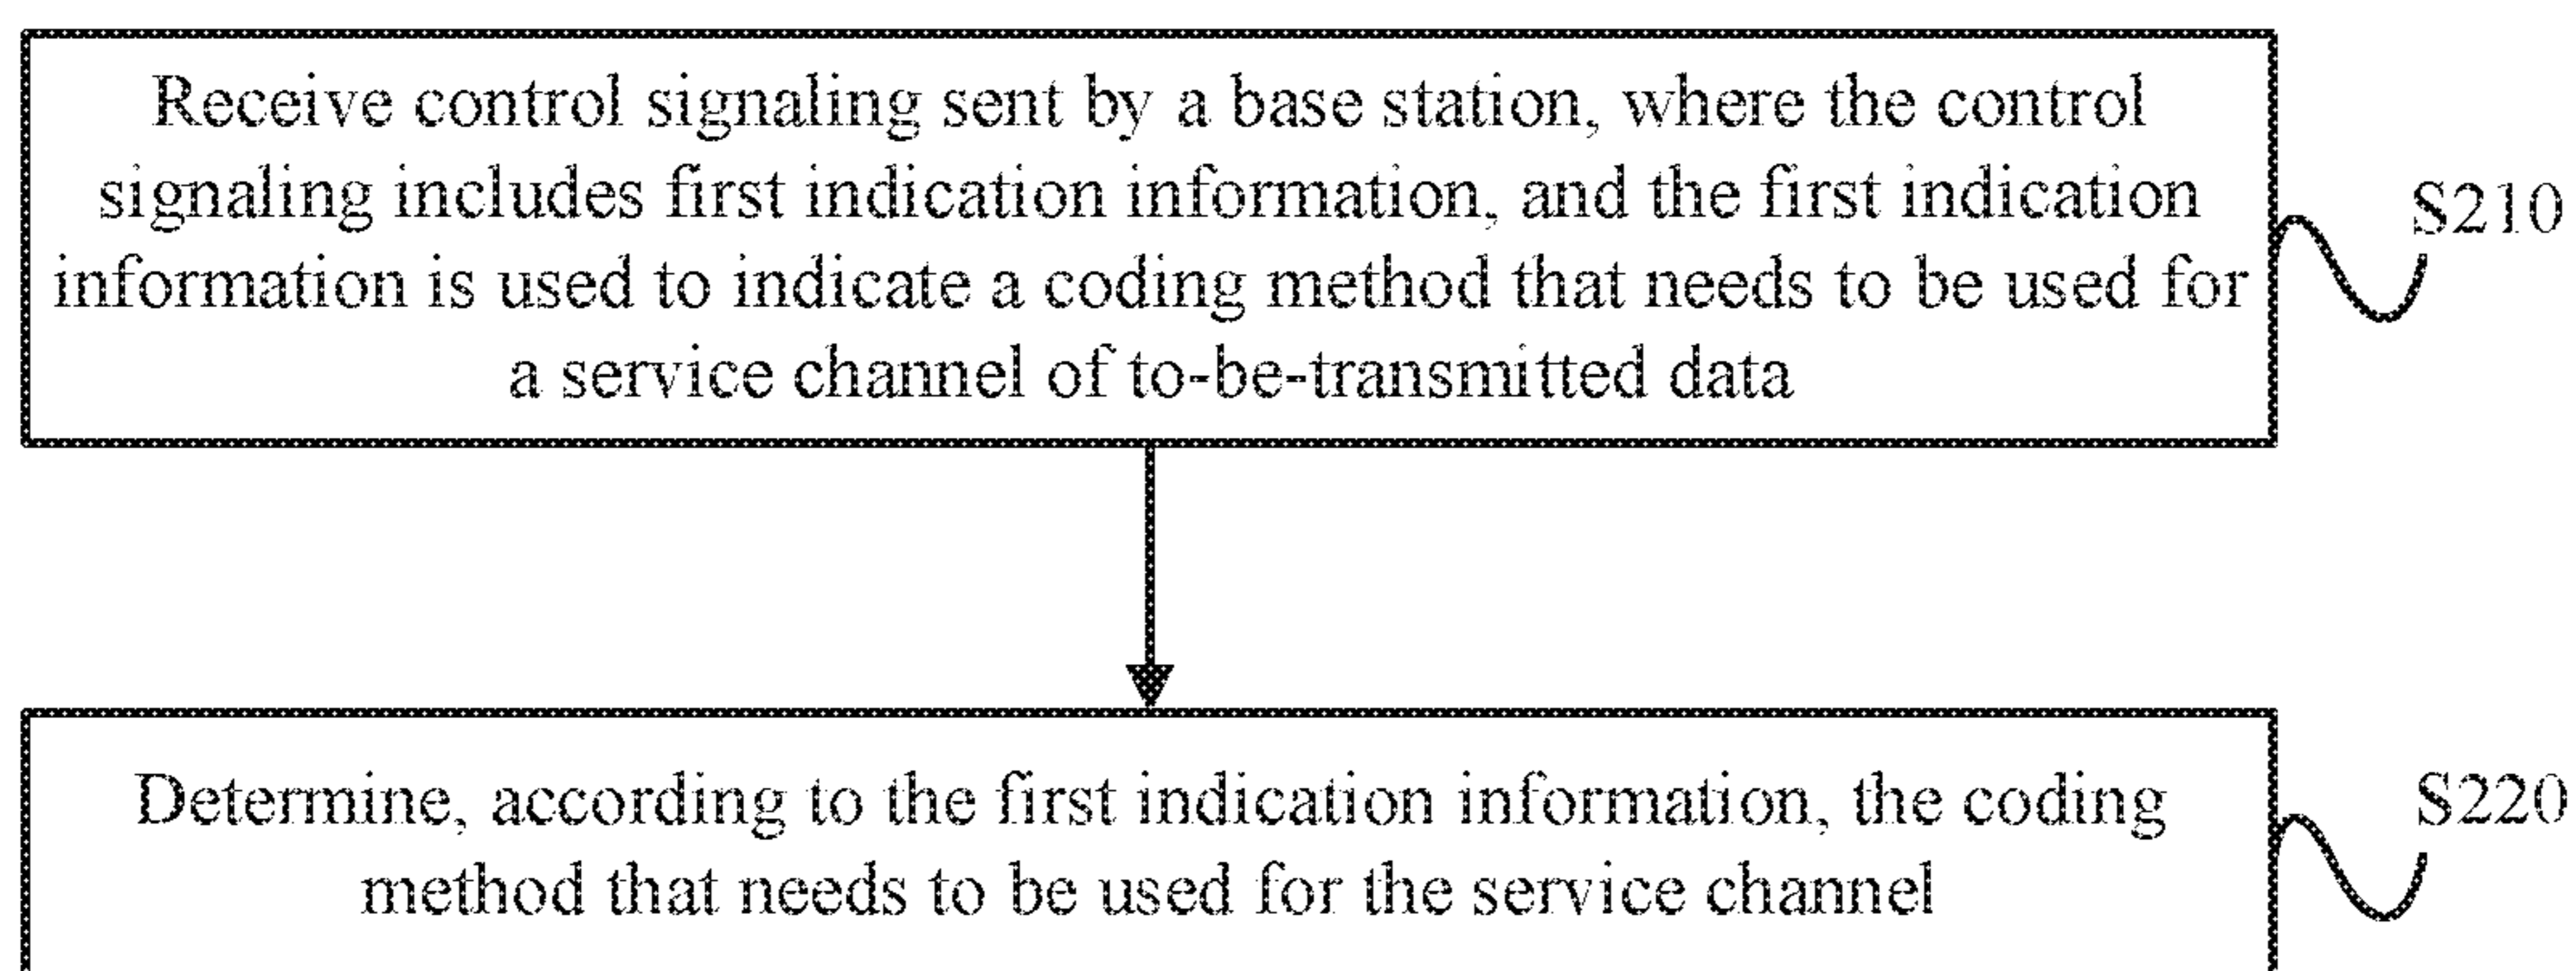 Receive control signaling sent by a base station, where the control
signaling includes first indication information, and the first indication
information is used to indicate a coding method that needs to be used for
a service channel of to-be-transmitted data
S210
Determine, according to the first indication information, the coding
method that needs to be used for the service channel
S220